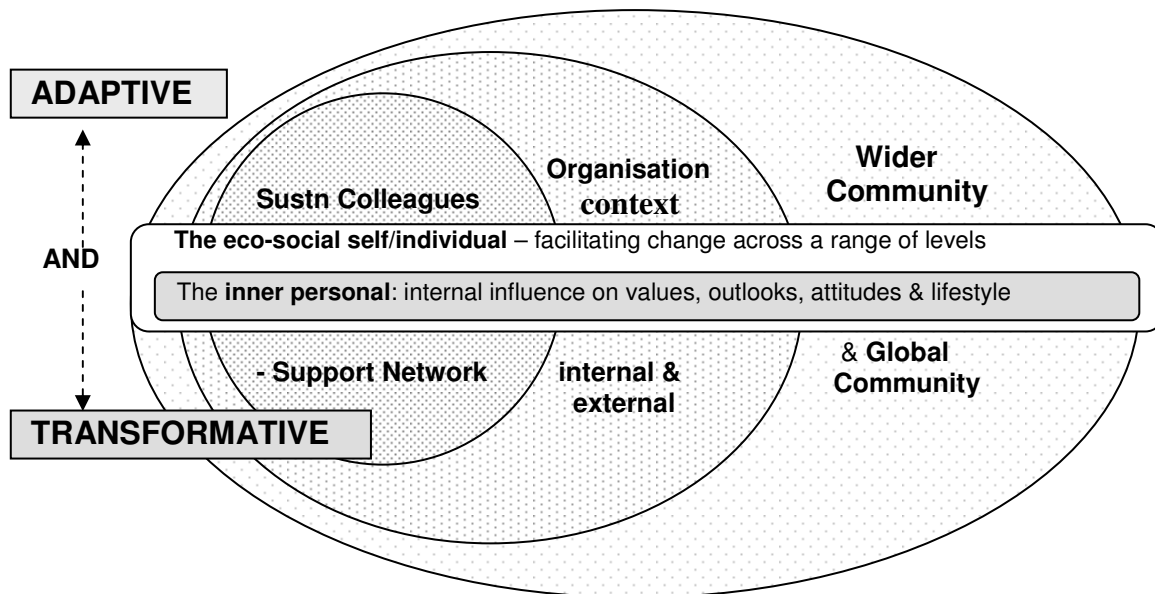 ADAPTIVE
AND
TRANSFORMATIVE
Sustn Colleagues
Organisation
context
Wider
Community
The eco-social self/individual – facilitating change across a range of levels
The inner personal: internal influence on values, outlooks, attitudes & lifestyle
- Support Network
internal &
external
& Global
Community